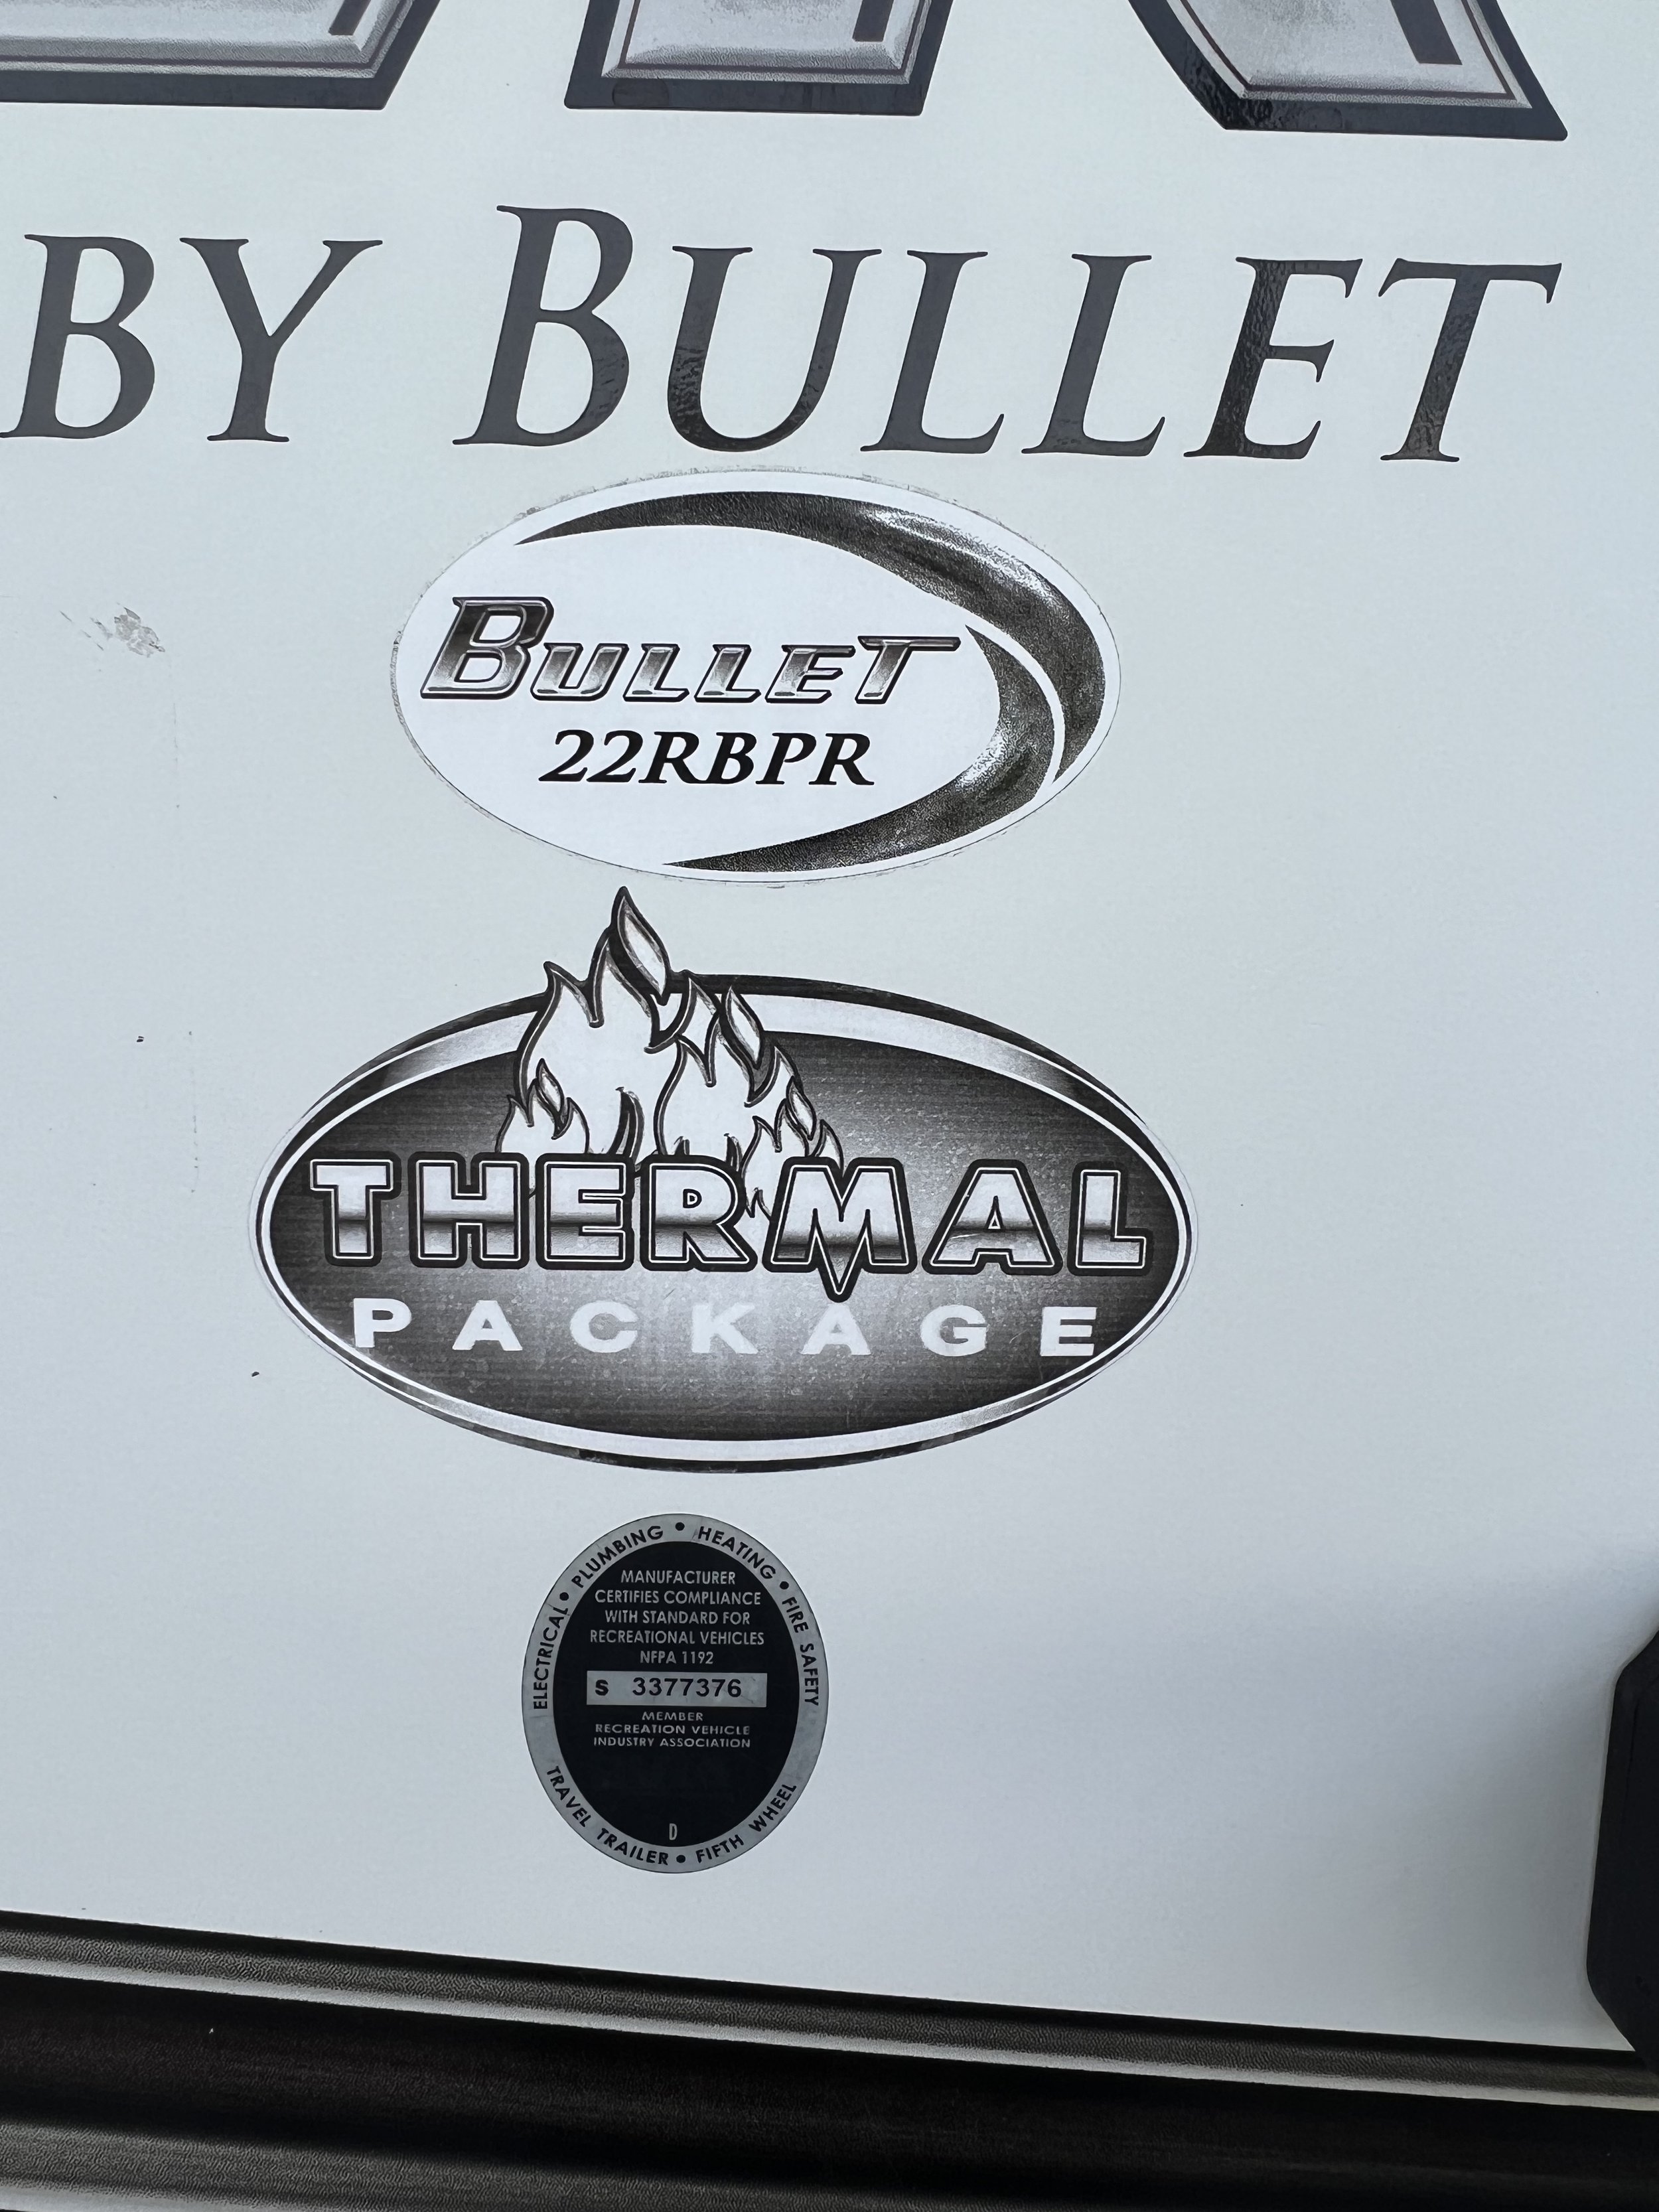 BY BULLET
BULLET
22RBPR
THERMAL
PACKAGE
ELECTRICAL • PLUMBING • HEATING • FIRE SAFETY
MANUFACTURER
CERTIFIES COMPLIANCE
WITH STANDARD FOR
RECREATIONAL VEHICLES
NFPA 1192
S 3377376
MEMBER
RECREATION VEHICLE
INDUSTRY ASSOCIATION
D
TRAVEL TRAILER • FIFTH WHEEL